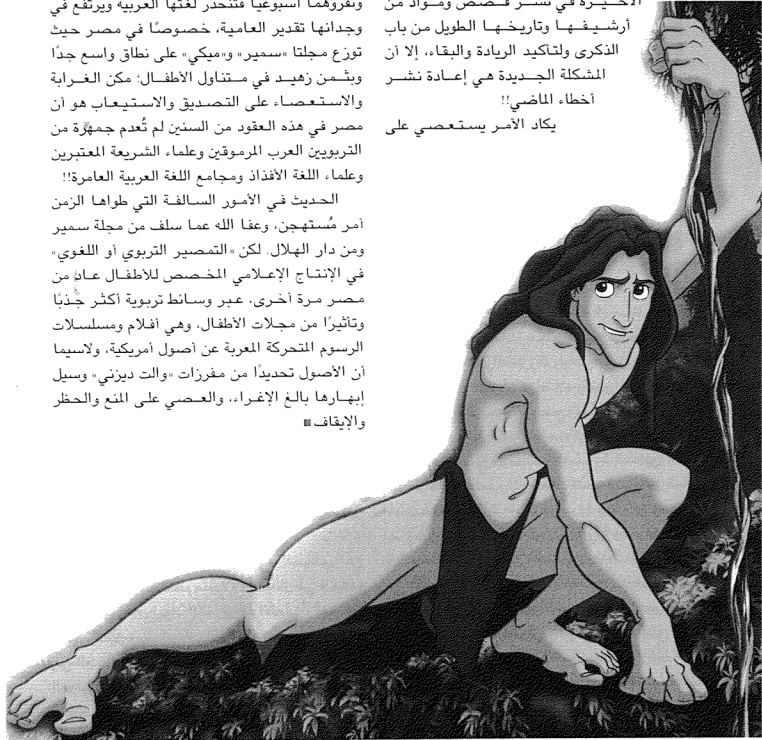 الأخيرة في نشر قصص ومواد من
أرشيفها وتاريخها الطويل من باب
الذكرى ولتأكيد الريادة والبقاء، إلا أن
المشكلة الجديدة هي إعادة نشر
أخطاء الماضي!!
يكاد الأمر يستعصي على
وتقروهما أسبوعيا فتنحدر لغتها العربية ويرتفع في
وجدانها تقدير العامية، خصوصًا في مصر حيث
توزع مجلتا «سمير» و«ميكي» على نطاق واسع جدًا
وبثمن زهيد في متناول الأطفال؛ مكن الغرابة
والاستعصاء على التصديق والاستيعاب هو أن
مصر في هذه العقود من السنين لم تُعدم جمهرة من
التربويين العرب المرموقين وعلماء الشريعة المعتبرين
وعلماء اللغة الأفذاذ ومجامع اللغة العربية العامرة!!
الحديث في الأمور السالفة التي طواها الزمن
أمر مُستهجن، وعفا الله عما سلف من مجلة سمير
ومن دار الهلال. لكن «التمصير التربوي أو اللغوي»
في الإنتاج الإعلامي المخصص للأطفال عاد من
مصر مرة أخرى، عبر وسائط تربوية أكثر جذبًا
وتأثيرًا من مجلات الأطفال، وهي أفلام ومسلسلات
الرسوم المتحركة المعربة عن أصول أمريكية، ولاسيما
أن الأصول تحديدًا من مفرزات «والت ديزني» وسيل
إبهارها بالغ الإغراء، والعصي على المنع والحظر
والإيقاف